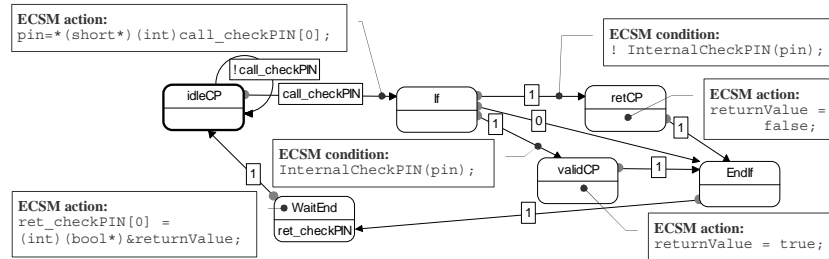 ECSM action:
pin=*(short*)(int)call_checkPIN[0];
ECSM condition:
! InternalCheckPIN(pin);
! call_checkPIN
idleCP
call_checkPIN
If
1
retCP
ECSM action:
returnValue =
false;
1
0
1
1
ECSM condition:
InternalCheckPIN(pin);
validCP
1
EndIf
ECSM action:
ret_checkPIN[0] =
(int)(bool*)&returnValue;
WaitEnd
ret_checkPIN
1
ECSM action:
returnValue = true;